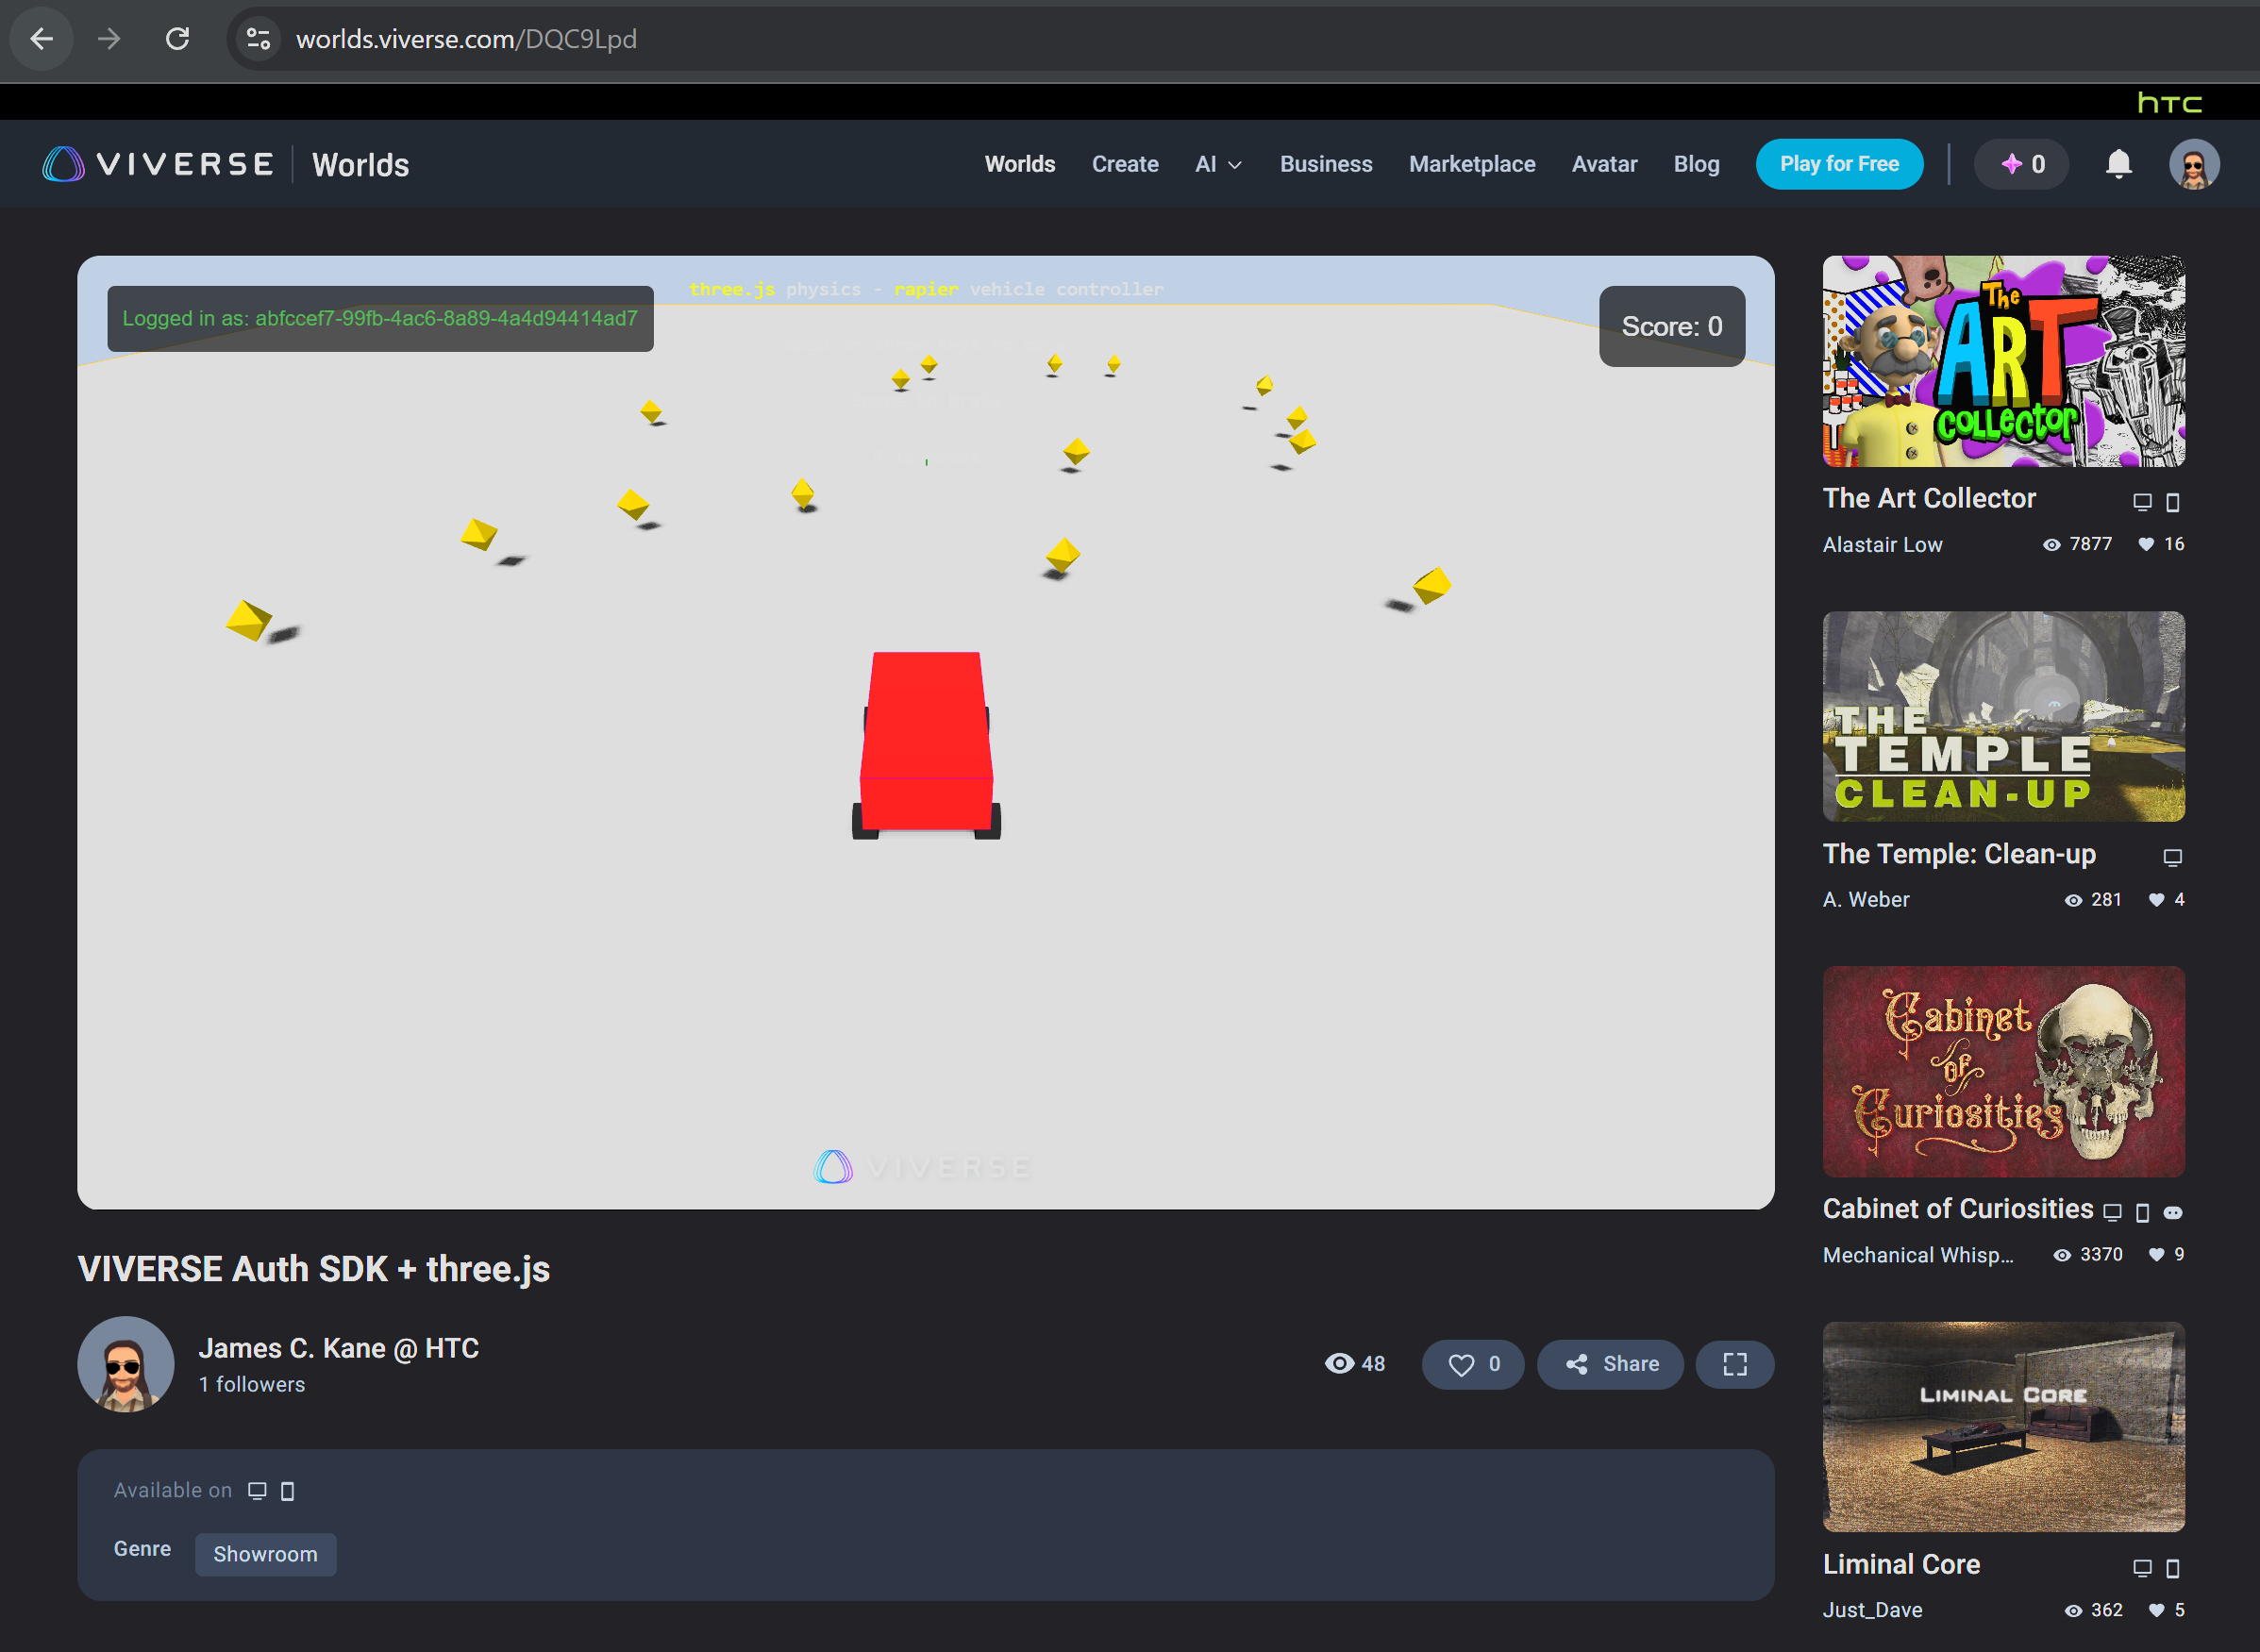 worlds.viverse.com/DQC9Lpd
hTC
VIVERSE | Worlds
Worlds Create AI Business Marketplace Avatar Blog Play for Free 0
three.js physics - rapier vehicle controller
Logged in as: abfccef7-99fb-4ac6-8a89-4a4d94414ad7
Score: 0
VIVERSE
VIVERSE Auth SDK + three.js
James C. Kane @ HTC
1 followers
48 0 Share
Available on
Genre Showroom
The ART Collector
The Art Collector
Alastair Low 7877 16
THE TEMPLE
CLEAN-UP
The Temple: Clean-up
A. Weber 281 4
Cabinet
of
Curiosities
Cabinet of Curiosities
Mechanical Whisp... 3370 9
LIMINAL CORE
Liminal Core
Just_Dave 362 5